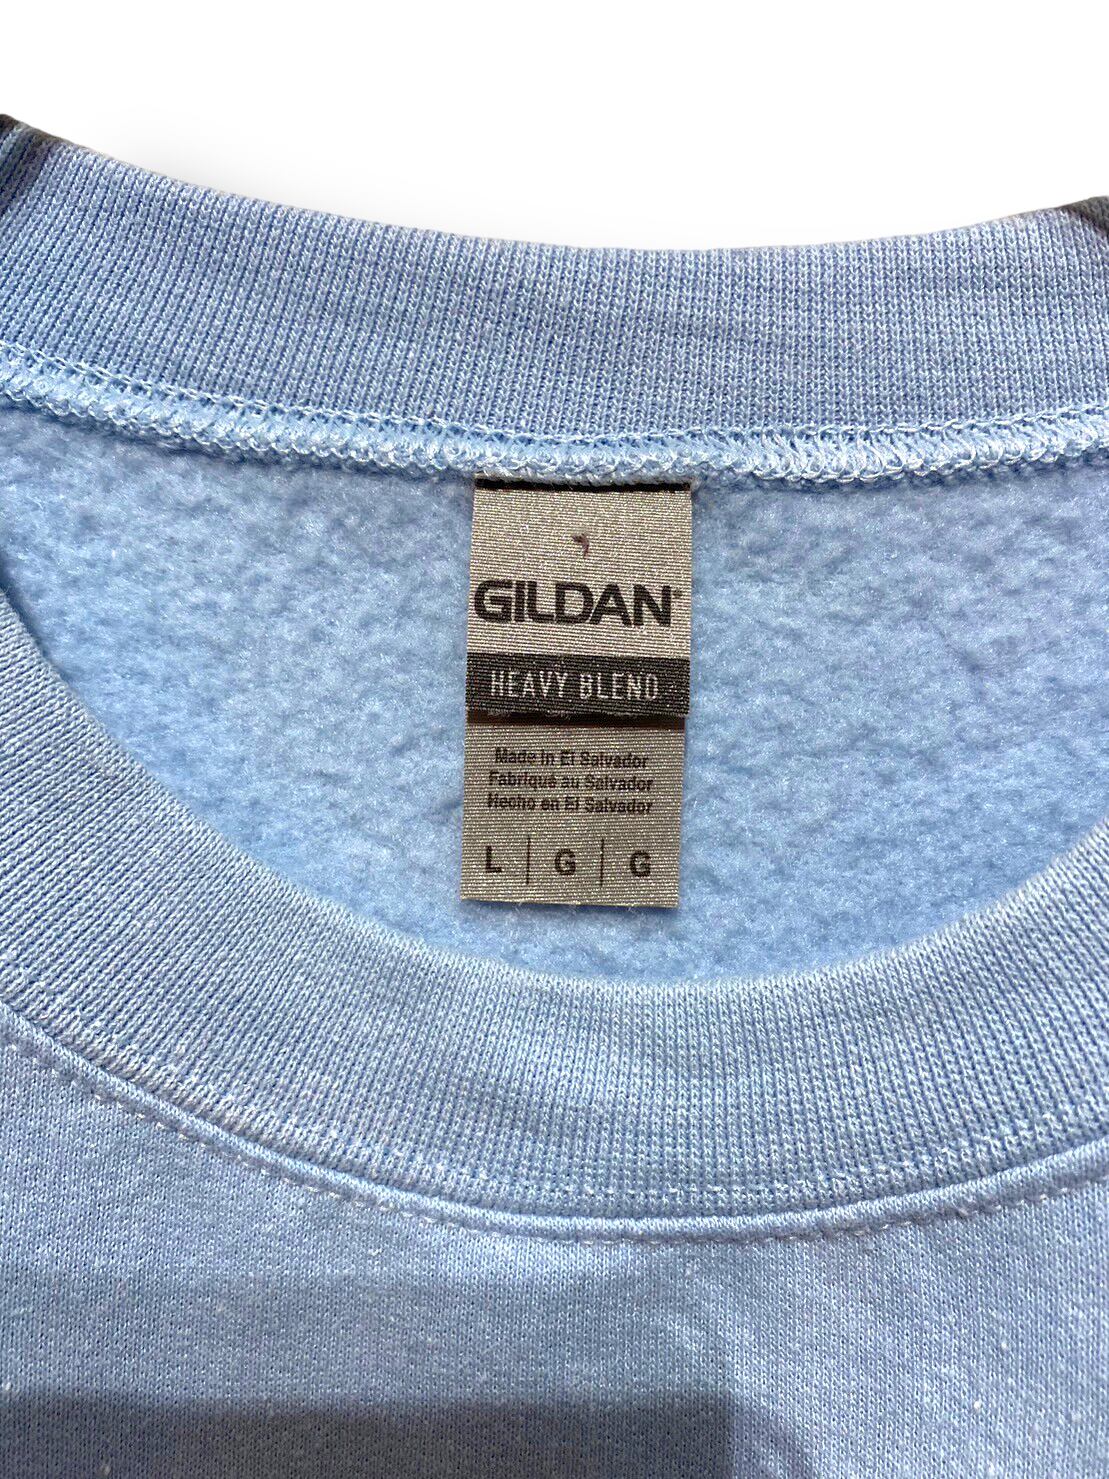 GILDAN®
HEAVY BLEND
Made in El Salvador
Fabriqué au Salvador
Hecho en El Salvador
L | G | G